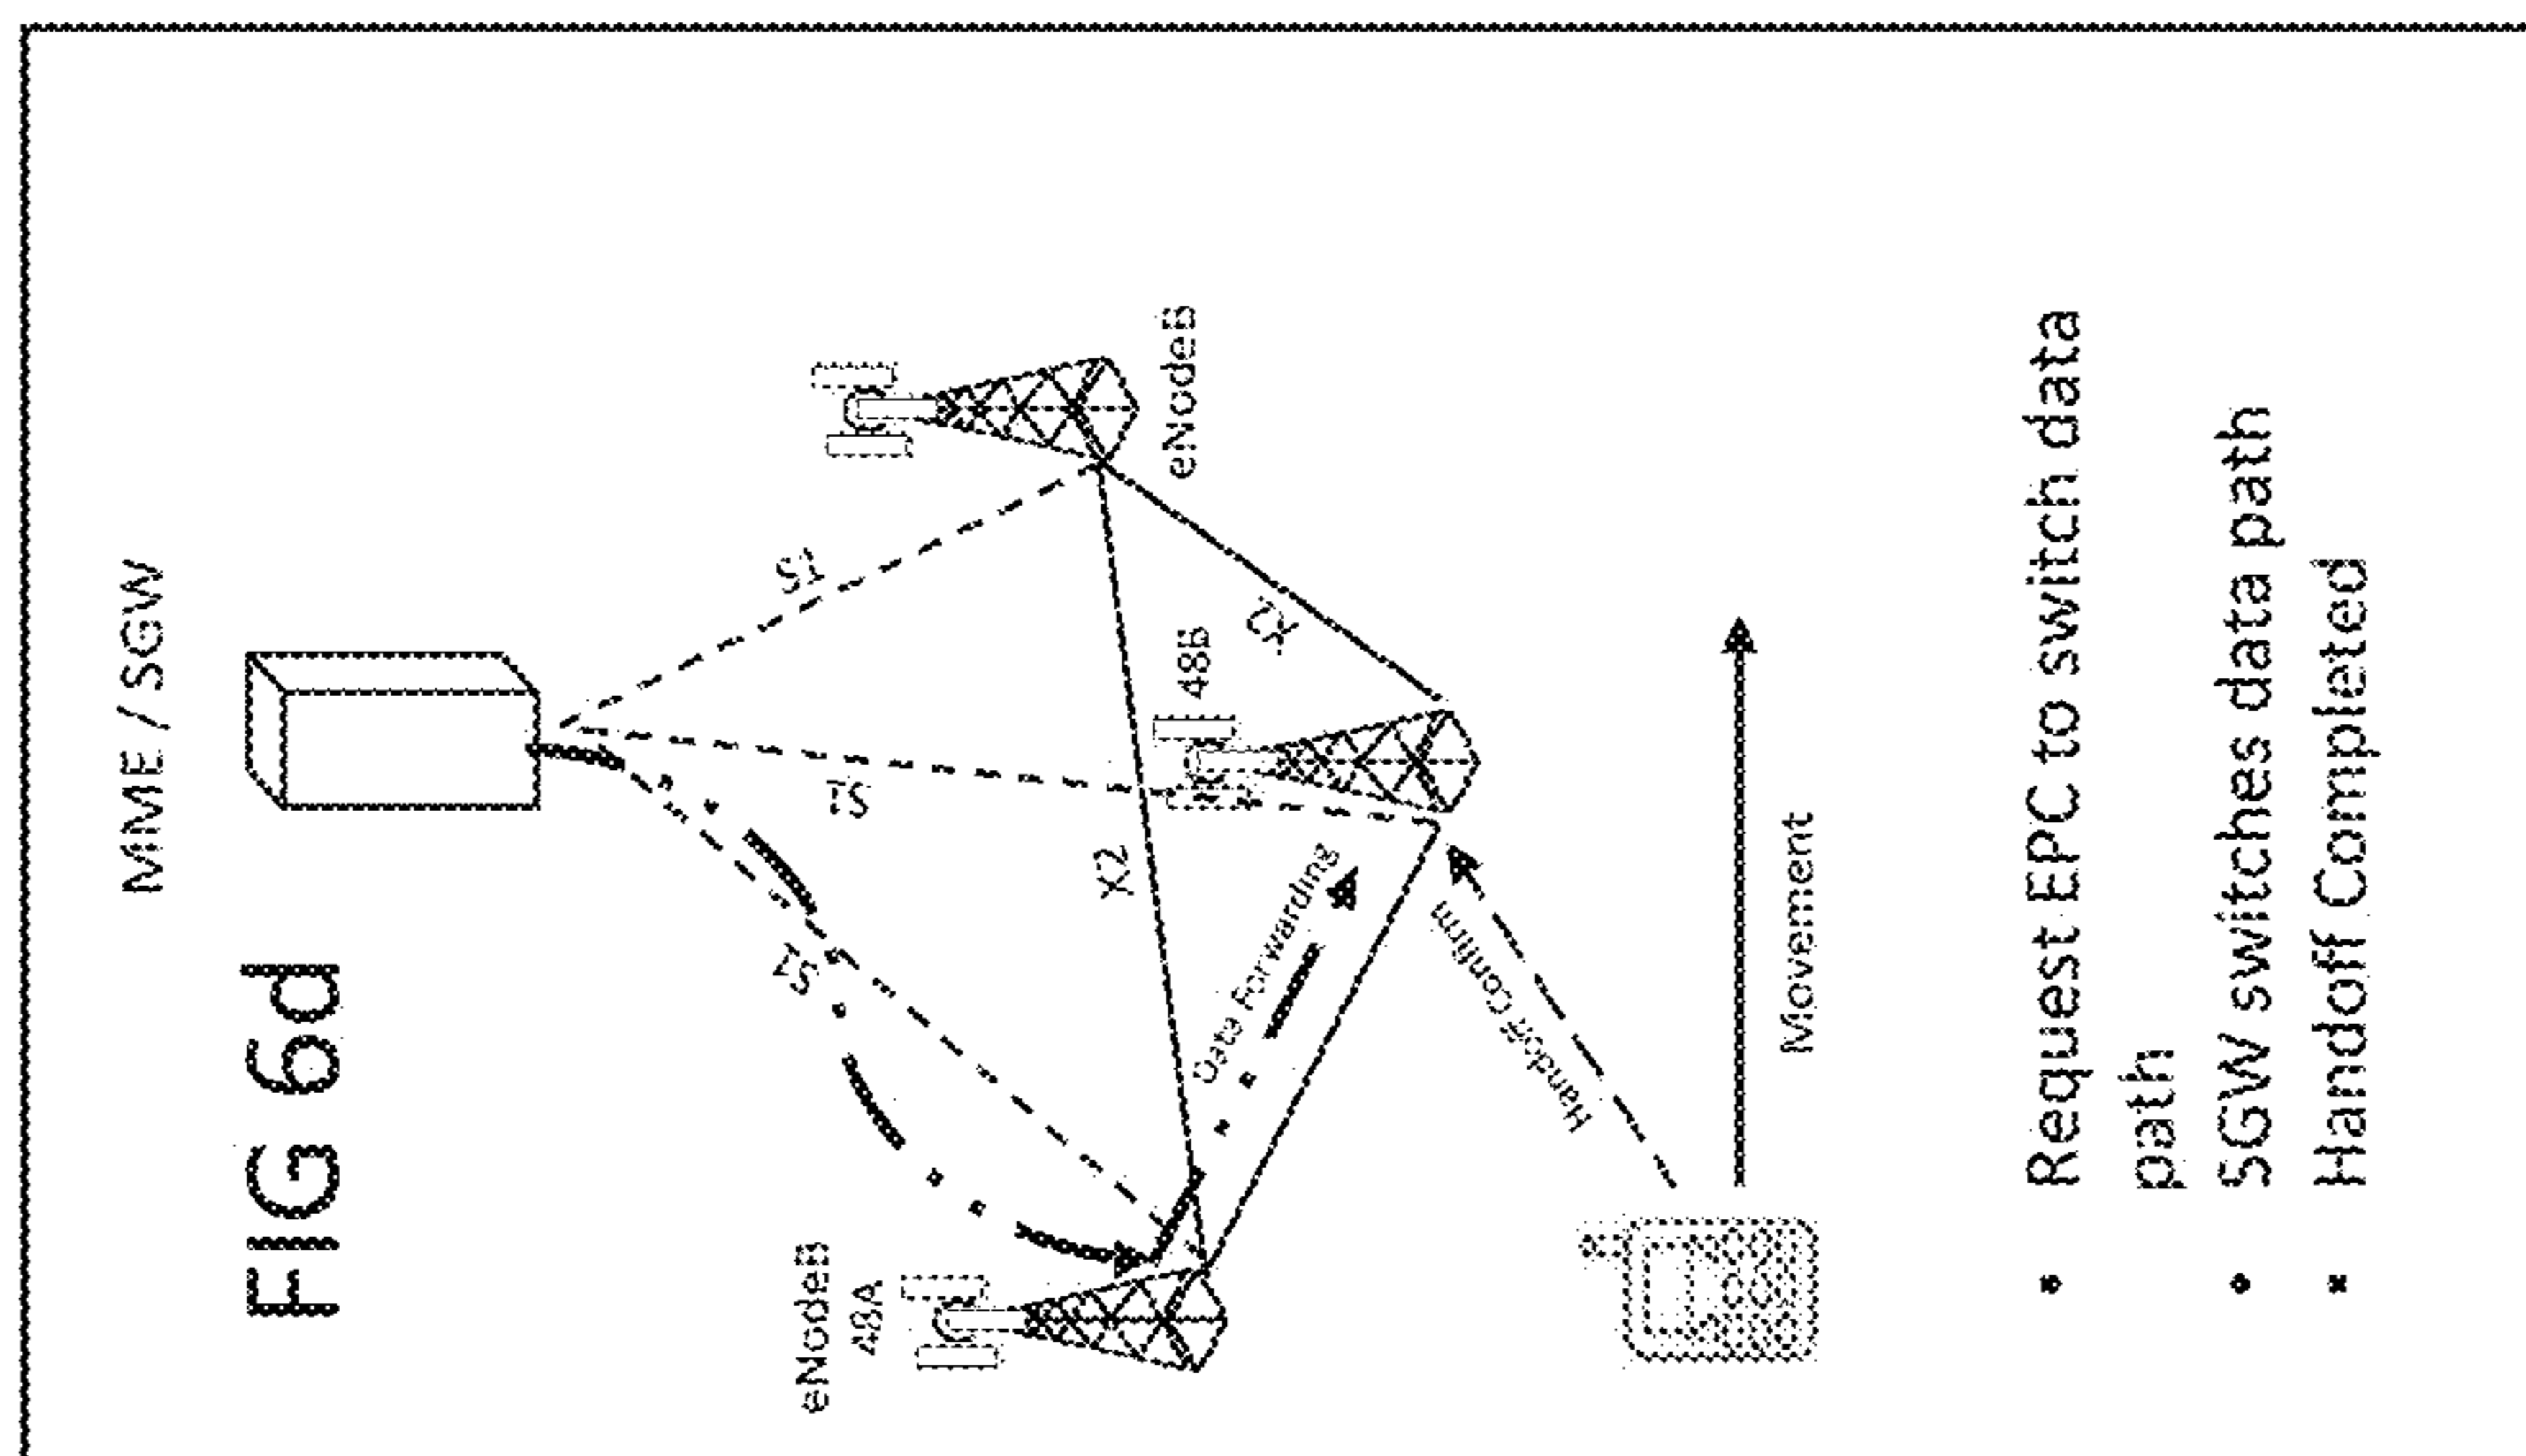 FIG 6d
MME / SGW
eNodeB
48A
S1
S1
S1
X2
48B
X2
eNodeB
Data Forwarding
Handoff Confirm
Movement
• Request EPC to switch data
path
• SGW switches data path
• Handoff Completed